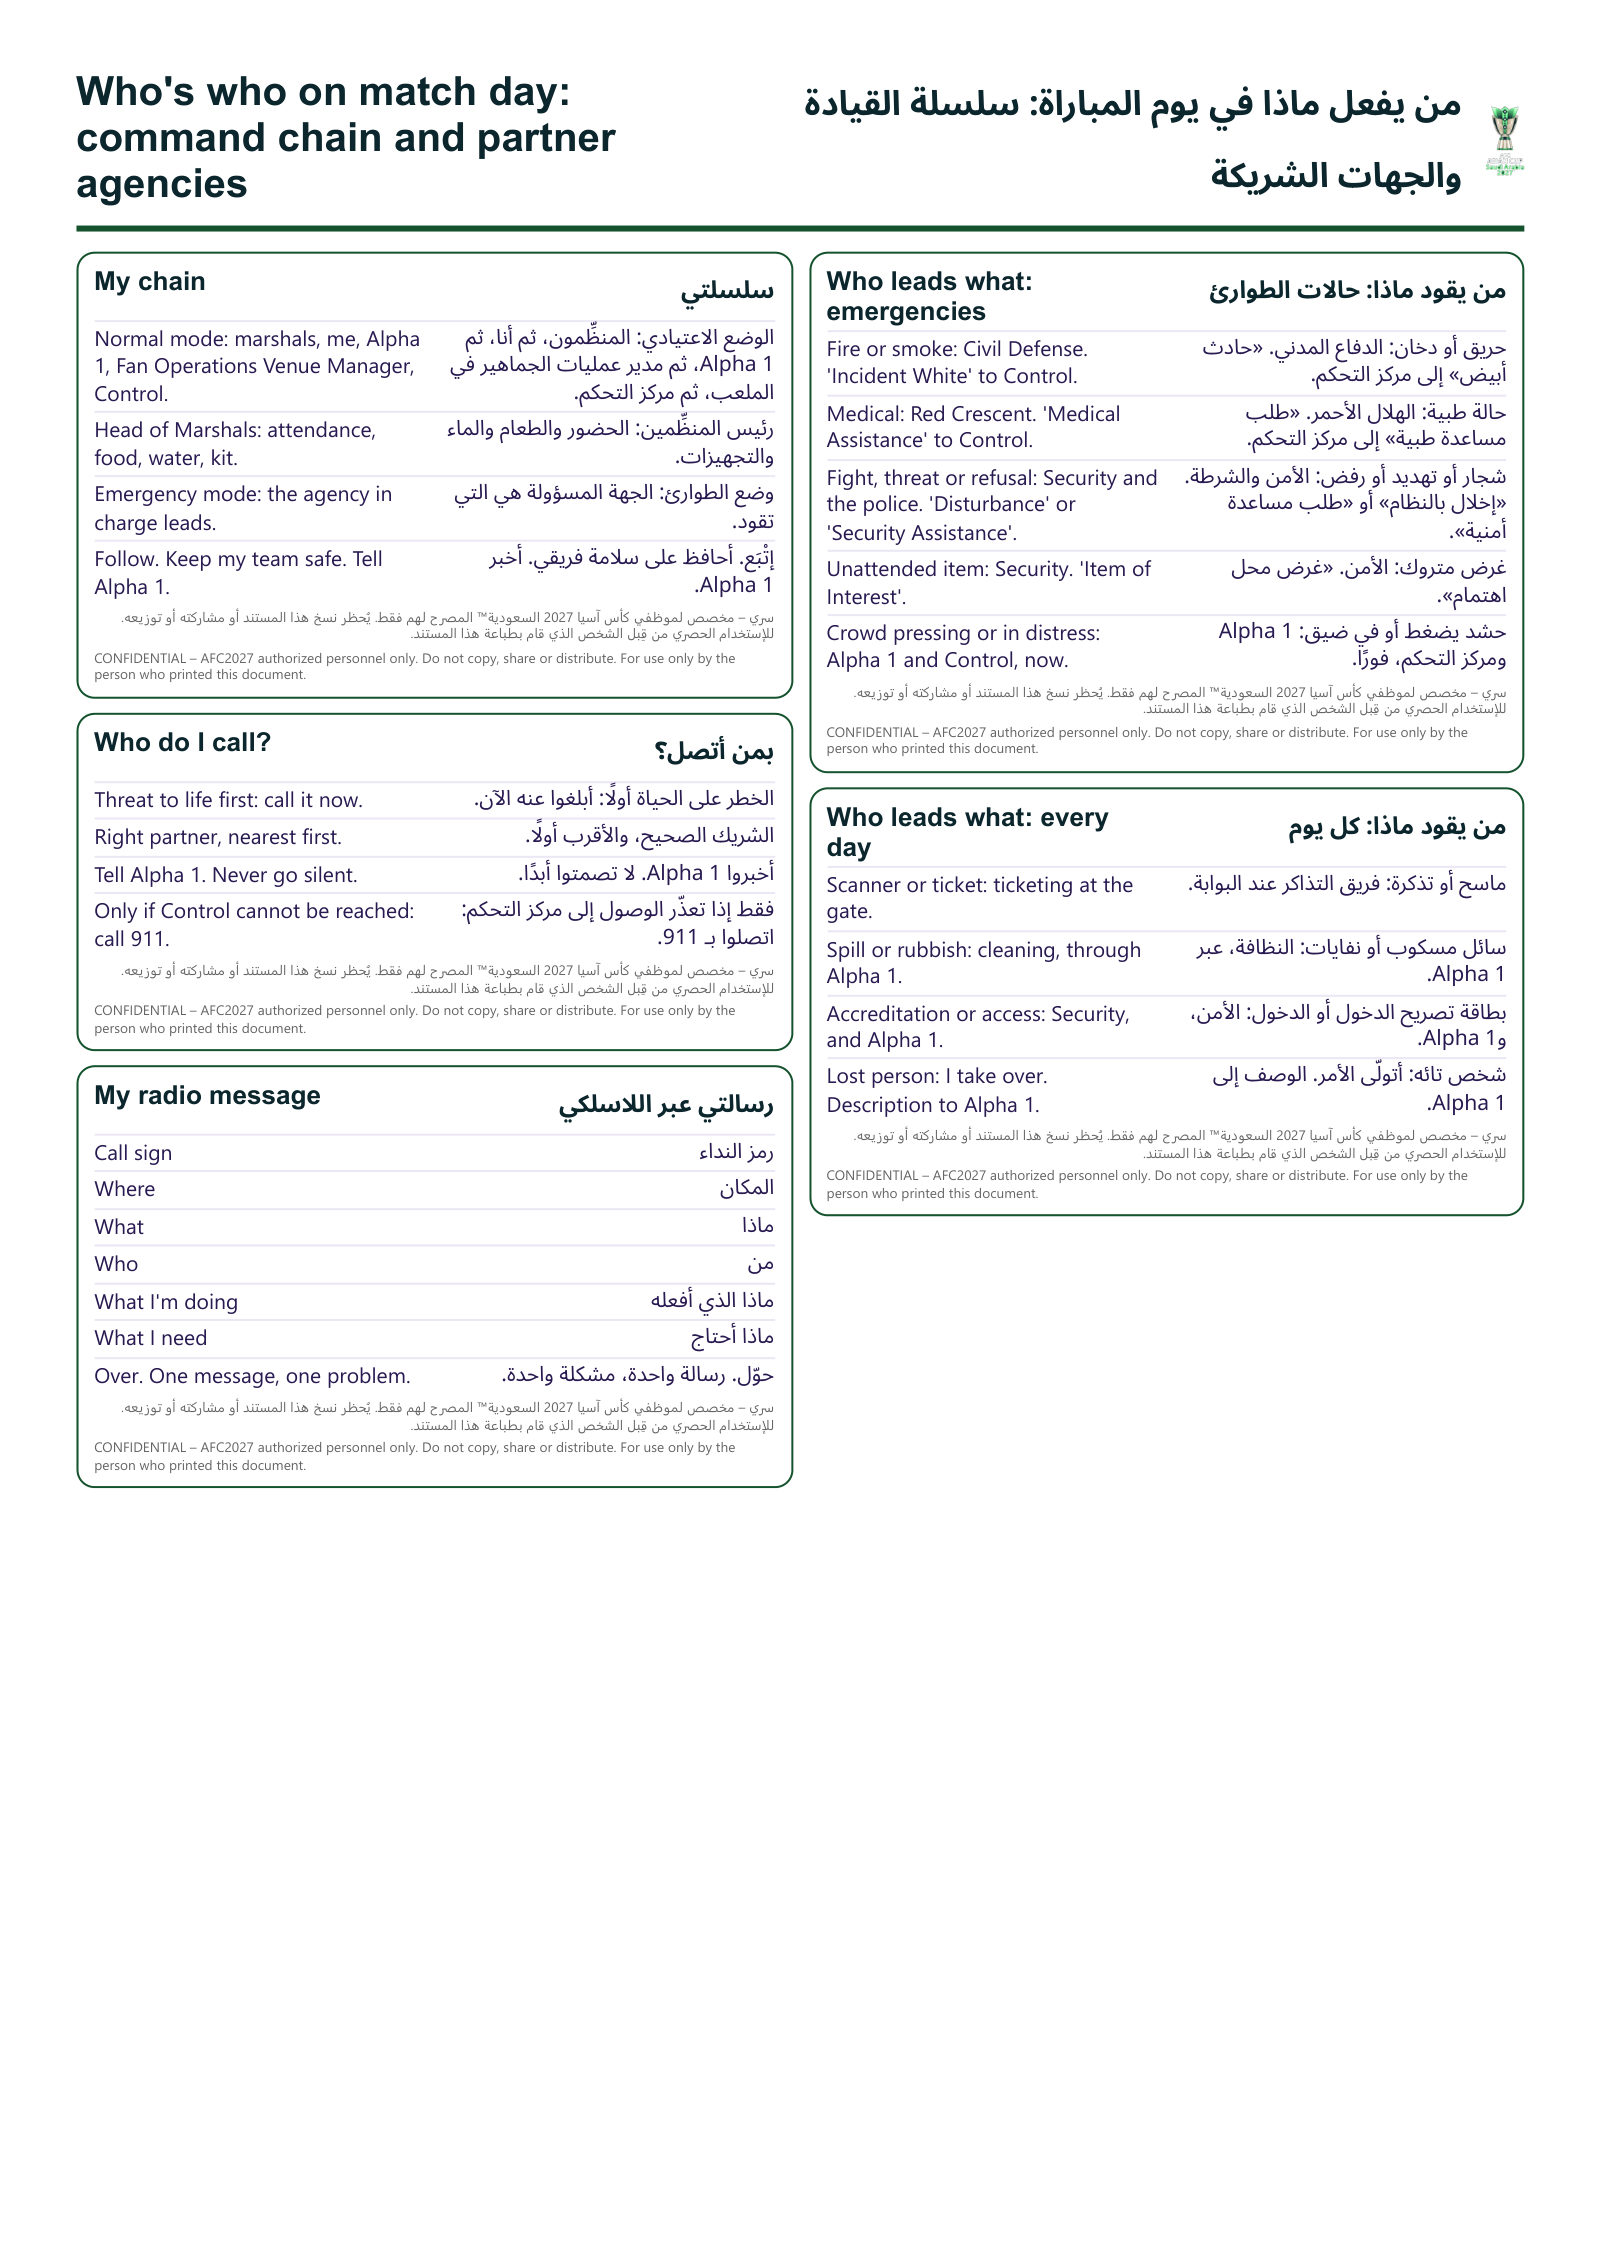 Who's who on match day:
command chain and partner
agencies
من يفعل ماذا في يوم المباراة: سلسلة القيادة
والجهات الشريكة
Saudi Arabia
2027
My chain
سلسلتي
Normal mode: marshals, me, Alpha
1, Fan Operations Venue Manager,
Control.
الوضع الاعتيادي: المنظِّمون، ثم أنا، ثم
Alpha 1، ثم مدير عمليات الجماهير في
الملعب، ثم مركز التحكم.
Head of Marshals: attendance,
food, water, kit.
رئيس المنظِّمين: الحضور والطعام والماء
والتجهيزات.
Emergency mode: the agency in
charge leads.
وضع الطوارئ: الجهة المسؤولة هي التي
تقود.
Follow. Keep my team safe. Tell
Alpha 1.
إتْبَع. أحافظ على سلامة فريقي. أخبر
Alpha 1.
سري – مخصص لموظفي كأس آسيا 2027 السعودية™ المصرح لهم فقط. يُحظر نسخ هذا المستند أو مشاركته أو توزيعه.
للإستخدام الحصري من قِبل الشخص الذي قام بطباعة هذا المستند.
CONFIDENTIAL – AFC2027 authorized personnel only. Do not copy, share or distribute. For use only by the
person who printed this document.
Who do I call?
بمن أتصل؟
Threat to life first: call it now.
الخطر على الحياة أولًا: أبلغوا عنه الآن.
Right partner, nearest first.
الشريك الصحيح، والأقرب أولًا.
Tell Alpha 1. Never go silent.
أخبروا Alpha 1. لا تصمتوا أبدًا.
Only if Control cannot be reached:
call 911.
فقط إذا تعذّر الوصول إلى مركز التحكم:
اتصلوا بـ 911.
سري – مخصص لموظفي كأس آسيا 2027 السعودية™ المصرح لهم فقط. يُحظر نسخ هذا المستند أو مشاركته أو توزيعه.
للإستخدام الحصري من قِبل الشخص الذي قام بطباعة هذا المستند.
CONFIDENTIAL – AFC2027 authorized personnel only. Do not copy, share or distribute. For use only by the
person who printed this document.
My radio message
رسالتي عبر اللاسلكي
Call sign
رمز النداء
Where
المكان
What
ماذا
Who
من
What I'm doing
ماذا الذي أفعله
What I need
ماذا أحتاج
Over. One message, one problem.
حوّل. رسالة واحدة، مشكلة واحدة.
سري – مخصص لموظفي كأس آسيا 2027 السعودية™ المصرح لهم فقط. يُحظر نسخ هذا المستند أو مشاركته أو توزيعه.
للإستخدام الحصري من قِبل الشخص الذي قام بطباعة هذا المستند.
CONFIDENTIAL – AFC2027 authorized personnel only. Do not copy, share or distribute. For use only by the
person who printed this document.
Who leads what:
emergencies
من يقود ماذا: حالات الطوارئ
Fire or smoke: Civil Defense.
'Incident White' to Control.
حريق أو دخان: الدفاع المدني. «حادث
أبيض» إلى مركز التحكم.
Medical: Red Crescent. 'Medical
Assistance' to Control.
حالة طبية: الهلال الأحمر. «طلب
مساعدة طبية» إلى مركز التحكم.
Fight, threat or refusal: Security and
the police. 'Disturbance' or
'Security Assistance'.
شجار أو تهديد أو رفض: الأمن والشرطة.
«إخلال بالنظام» أو «طلب مساعدة
أمنية».
Unattended item: Security. 'Item of
Interest'.
غرض متروك: الأمن. «غرض محل
اهتمام».
Crowd pressing or in distress:
Alpha 1 and Control, now.
حشد يضغط أو في ضيق: Alpha 1
ومركز التحكم، فورًا.
سري – مخصص لموظفي كأس آسيا 2027 السعودية™ المصرح لهم فقط. يُحظر نسخ هذا المستند أو مشاركته أو توزيعه.
للإستخدام الحصري من قِبل الشخص الذي قام بطباعة هذا المستند.
CONFIDENTIAL – AFC2027 authorized personnel only. Do not copy, share or distribute. For use only by the
person who printed this document.
Who leads what: every
day
من يقود ماذا: كل يوم
Scanner or ticket: ticketing at the
gate.
ماسح أو تذكرة: فريق التذاكر عند البوابة.
Spill or rubbish: cleaning, through
Alpha 1.
سائل مسكوب أو نفايات: النظافة، عبر
Alpha 1.
Accreditation or access: Security,
and Alpha 1.
بطاقة تصريح الدخول أو الدخول: الأمن،
وAlpha 1.
Lost person: I take over.
Description to Alpha 1.
شخص تائه: أتولّى الأمر. الوصف إلى
Alpha 1.
سري – مخصص لموظفي كأس آسيا 2027 السعودية™ المصرح لهم فقط. يُحظر نسخ هذا المستند أو مشاركته أو توزيعه.
للإستخدام الحصري من قِبل الشخص الذي قام بطباعة هذا المستند.
CONFIDENTIAL – AFC2027 authorized personnel only. Do not copy, share or distribute. For use only by the
person who printed this document.